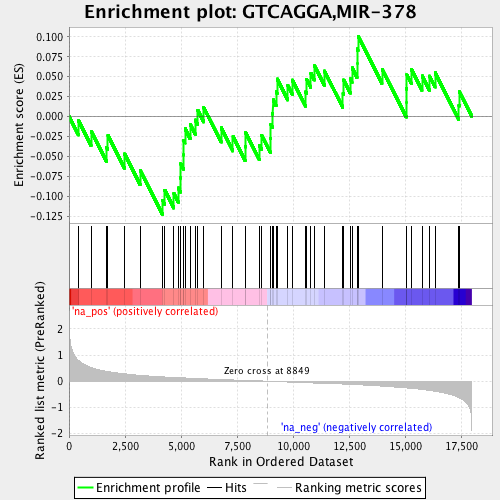 Enrichment plot: GTCAGGA,MIR-378
Enrichment score (ES)
0.100
0.075
0.050
0.025
0.000
-0.025
-0.050
-0.075
-0.100
-0.125
'na_pos' (positively correlated)
Ranked list metric (PreRanked)
2
1
0
-1
-2
Zero cross at 8849
'na_neg' (negatively correlated)
0
2,500
5,000
7,500
10,000
12,500
15,000
17,500
Rank in Ordered Dataset
Enrichment profile
Hits
Ranking metric scores